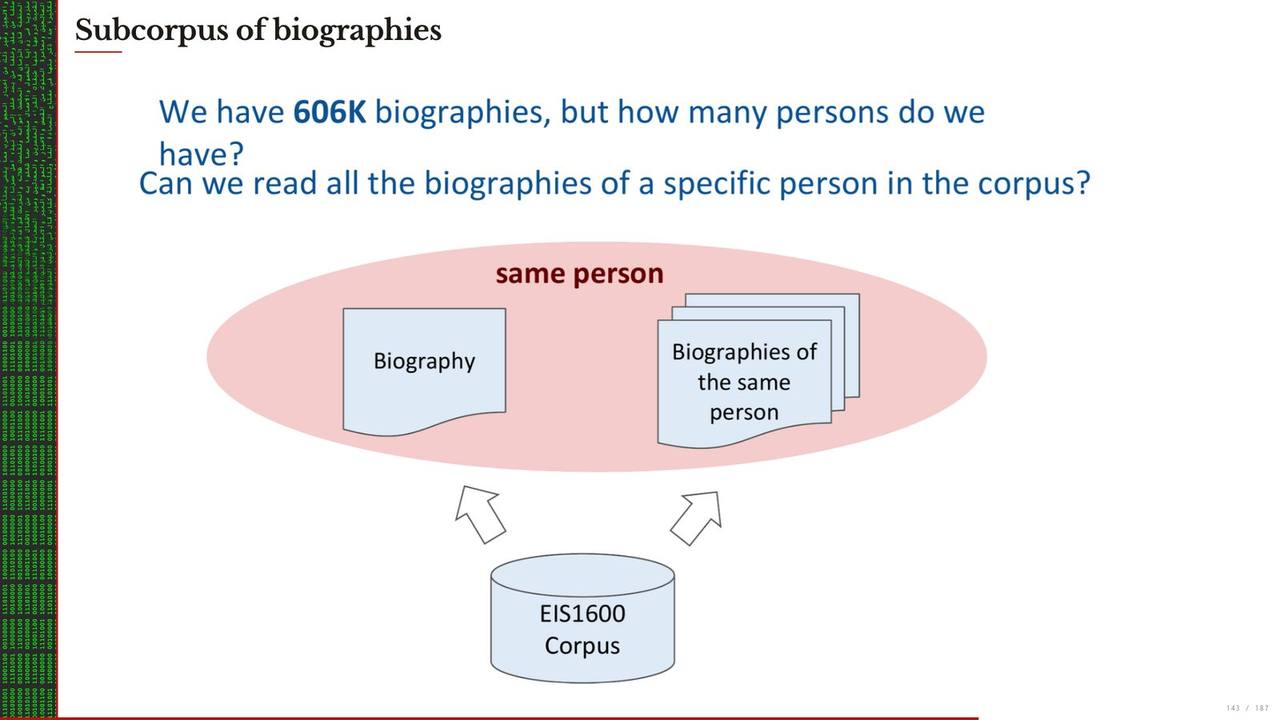 Subcorpus of biographies
We have 606K biographies, but how many persons do we
have?
Can we read all the biographies of a specific person in the corpus?
same person
Biography
Biographies of
the same
person
EIS1600
Corpus
143 / 187